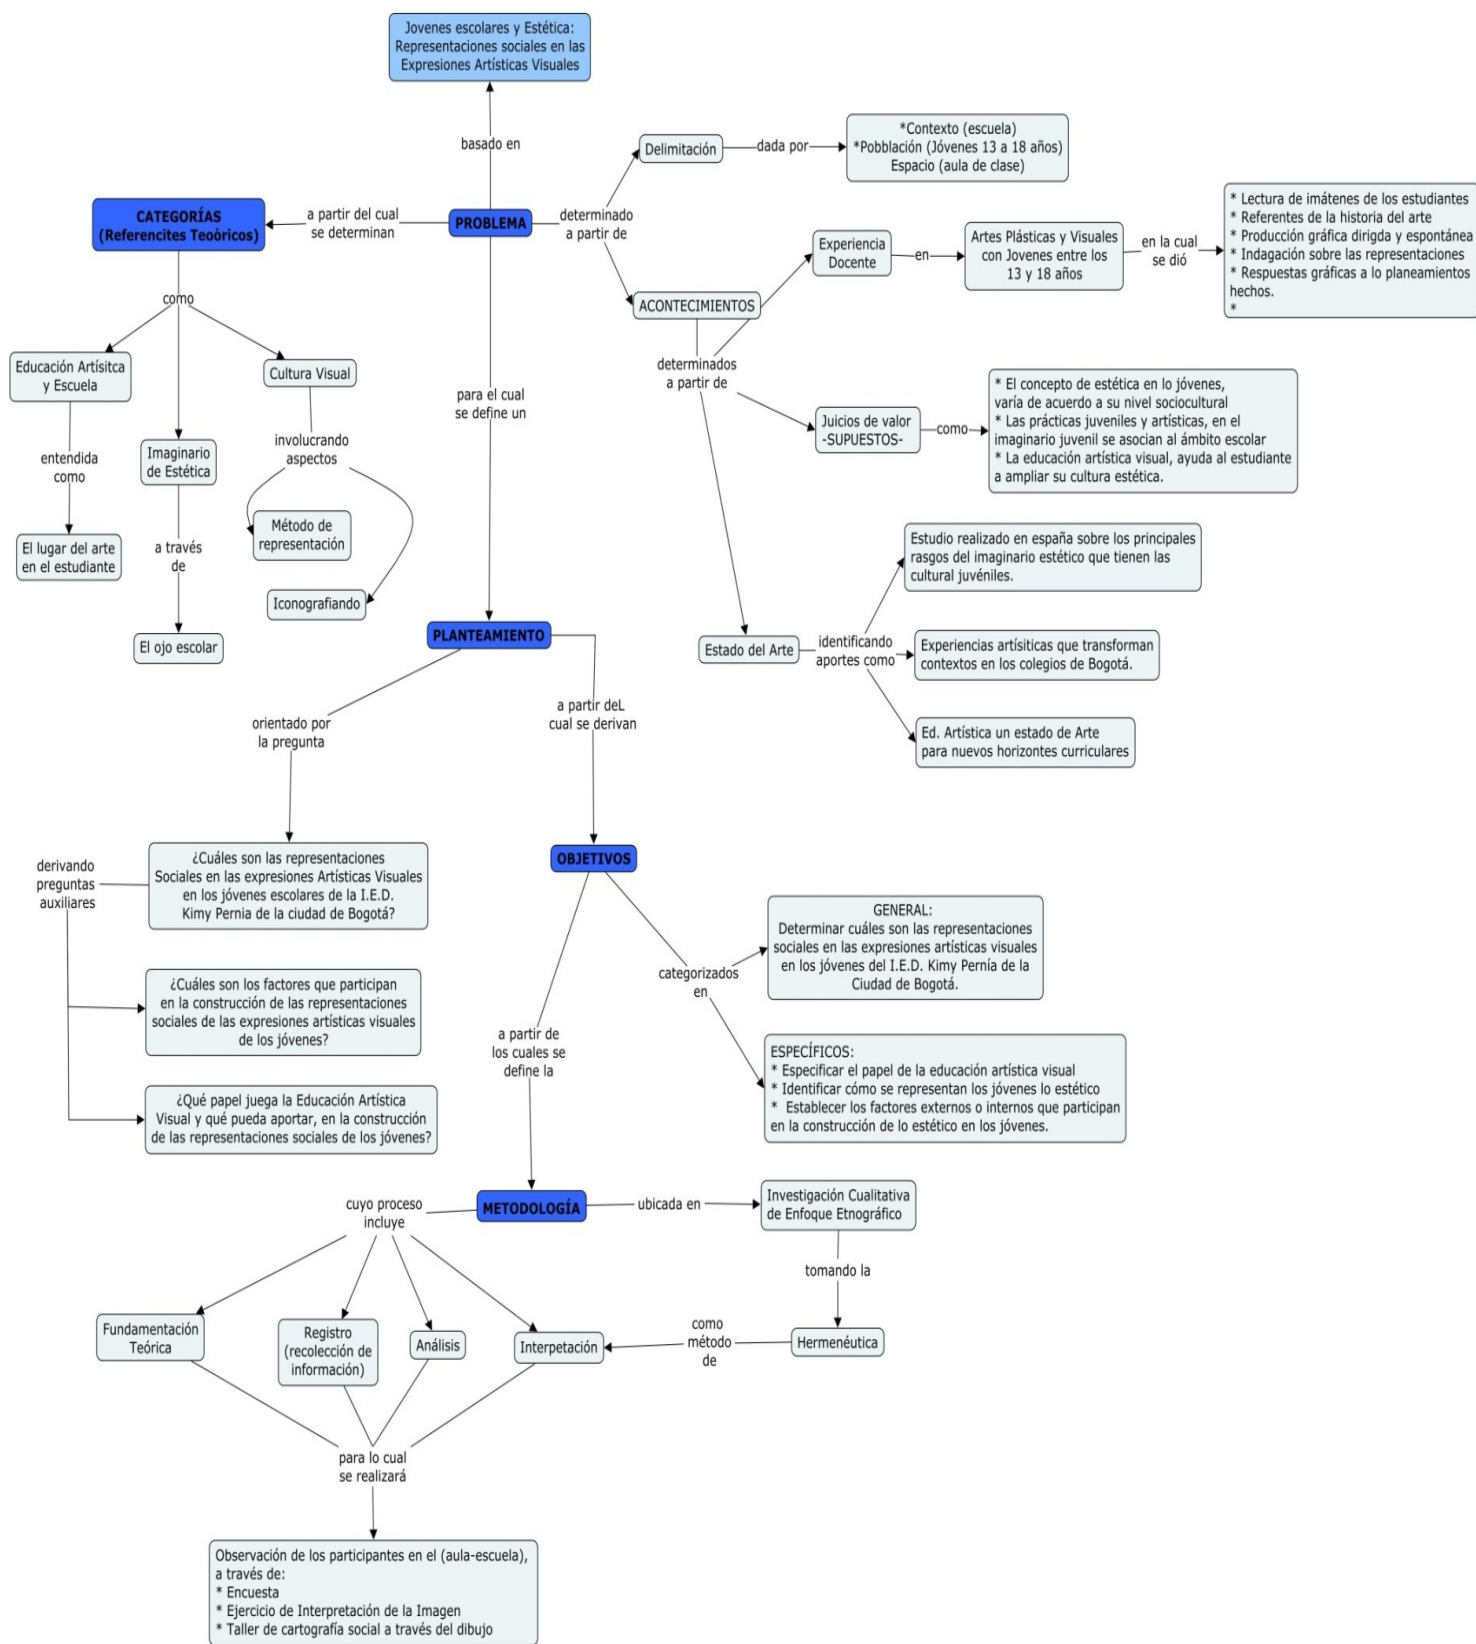 Jovenes escolares y Estética:
Representaciones sociales en las
Expresiones Artísticas Visuales
basado en
Delimitación
dada por
*Contexto (escuela)
*Pobblación (Jóvenes 13 a 18 años)
Espacio (aula de clase)
CATEGORÍAS
(Referencites Teoóricos)
a partir del cual
se determinan
PROBLEMA
determinado
a partir de
Experiencia
Docente
en
Artes Plásticas y Visuales
con Jovenes entre los
13 y 18 años
en la cual
se dió
* Lectura de imátenes de los estudiantes
* Referentes de la historia del arte
* Producción gráfica dirigda y espontánea
* Indagación sobre las representaciones
* Respuestas gráficas a lo planeamientos
hechos.
*
como
ACONTECIMIENTOS
Educación Artísitca
y Escuela
Cultura Visual
para el cual
se define un
determinados
a partir de
Juicios de valor
-SUPUESTOS-
como
* El concepto de estética en lo jóvenes,
varía de acuerdo a su nivel sociocultural
* Las prácticas juveniles y artísticas, en el
imaginario juvenil se asocian al ámbito escolar
* La educación artística visual, ayuda al estudiante
a ampliar su cultura estética.
entendida
como
Imaginario
de Estética
involucrando
aspectos
El lugar del arte
en el estudiante
a través
de
Método de
representación
Iconografiando
El ojo escolar
Estudio realizado en españa sobre los principales
rasgos del imaginario estético que tienen las
cultural juvéniles.
PLANTEAMIENTO
Estado del Arte
identificando
aportes como
Experiencias artísiticas que transforman
contextos en los colegios de Bogotá.
Ed. Artística un estado de Arte
para nuevos horizontes curriculares
orientado por
la pregunta
a partir deL
cual se derivan
derivando
preguntas
auxiliares
¿Cuáles son las representaciones
Sociales en las expresiones Artísticas Visuales
en los jóvenes escolares de la I.E.D.
Kimy Pernia de la ciudad de Bogotá?
OBJETIVOS
¿Cuáles son los factores que participan
en la construcción de las representaciones
sociales de las expresiones artísticas visuales
de los jóvenes?
categorizados
en
GENERAL:
Determinar cuáles son las representaciones
sociales en las expresiones artísticas visuales
en los jóvenes del I.E.D. Kimy Pernía de la
Ciudad de Bogotá.
a partir de
los cuales se
define la
ESPECÍFICOS:
* Especificar el papel de la educación artística visual
* Identificar cómo se representan los jóvenes lo estético
* Establecer los factores externos o internos que participan
en la construcción de lo estético en los jóvenes.
¿Qué papel juega la Educación Artística
Visual y qué pueda aportar, en la construcción
de las representaciones sociales de los jóvenes?
cuyo proceso
incluye
METODOLOGÍA
ubicada en
Investigación Cualitativa
de Enfoque Etnográfico
tomando la
Fundamentación
Teórica
Registro
(recolección de
información)
Análisis
Interpetación
como
método
de
Hermenéutica
para lo cual
se realizará
Observación de los participantes en el (aula-escuela),
a través de:
* Encuesta
* Ejercicio de Interpretación de la Imagen
* Taller de cartografía social a través del dibujo